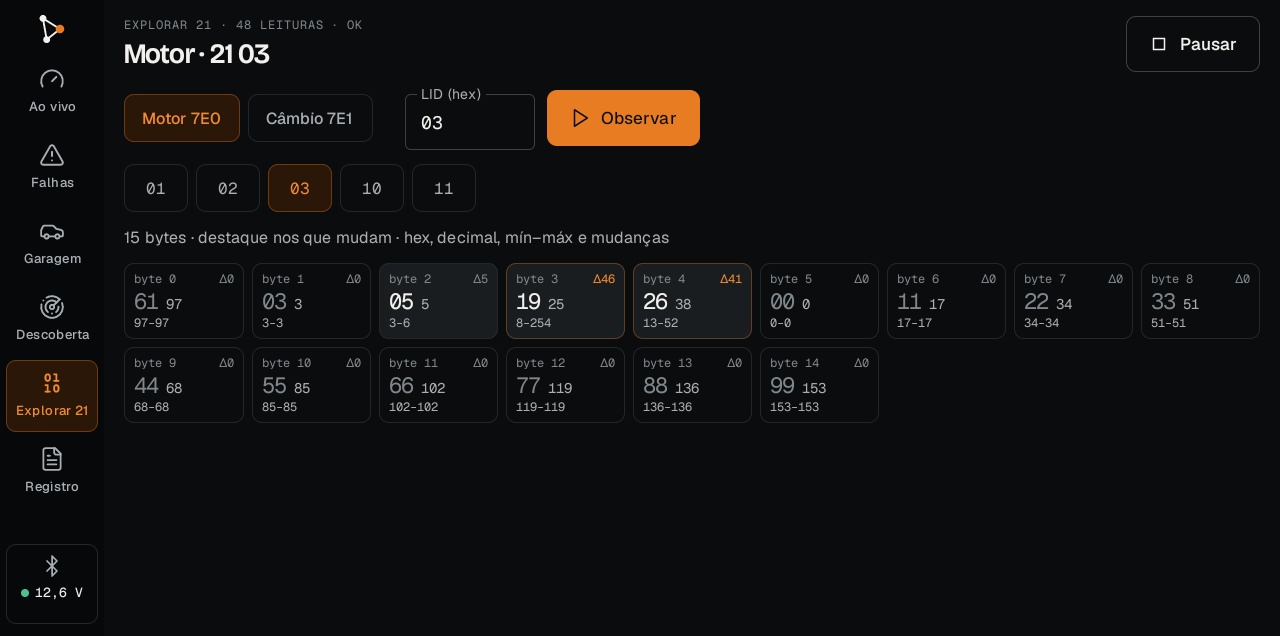 EXPLORAR 21 · 48 LEITURAS · OK
Motor · 21 03
Pausar
Ao vivo
Falhas
Garagem
Descoberta
01
10
Explorar 21
Registro
12,6 V
Motor 7E0
Câmbio 7E1
LID (hex)
03
Observar
01 02 03 10 11
15 bytes · destaque nos que mudam · hex, decimal, mín–máx e mudanças
byte 0 Δ0
61 97
97–97
byte 1 Δ0
03 3
3–3
byte 2 Δ5
05 5
3–6
byte 3 Δ46
19 25
8–254
byte 4 Δ41
26 38
13–52
byte 5 Δ0
00 0
0–0
byte 6 Δ0
11 17
17–17
byte 7 Δ0
22 34
34–34
byte 8 Δ0
33 51
51–51
byte 9 Δ0
44 68
68–68
byte 10 Δ0
55 85
85–85
byte 11 Δ0
66 102
102–102
byte 12 Δ0
77 119
119–119
byte 13 Δ0
88 136
136–136
byte 14 Δ0
99 153
153–153